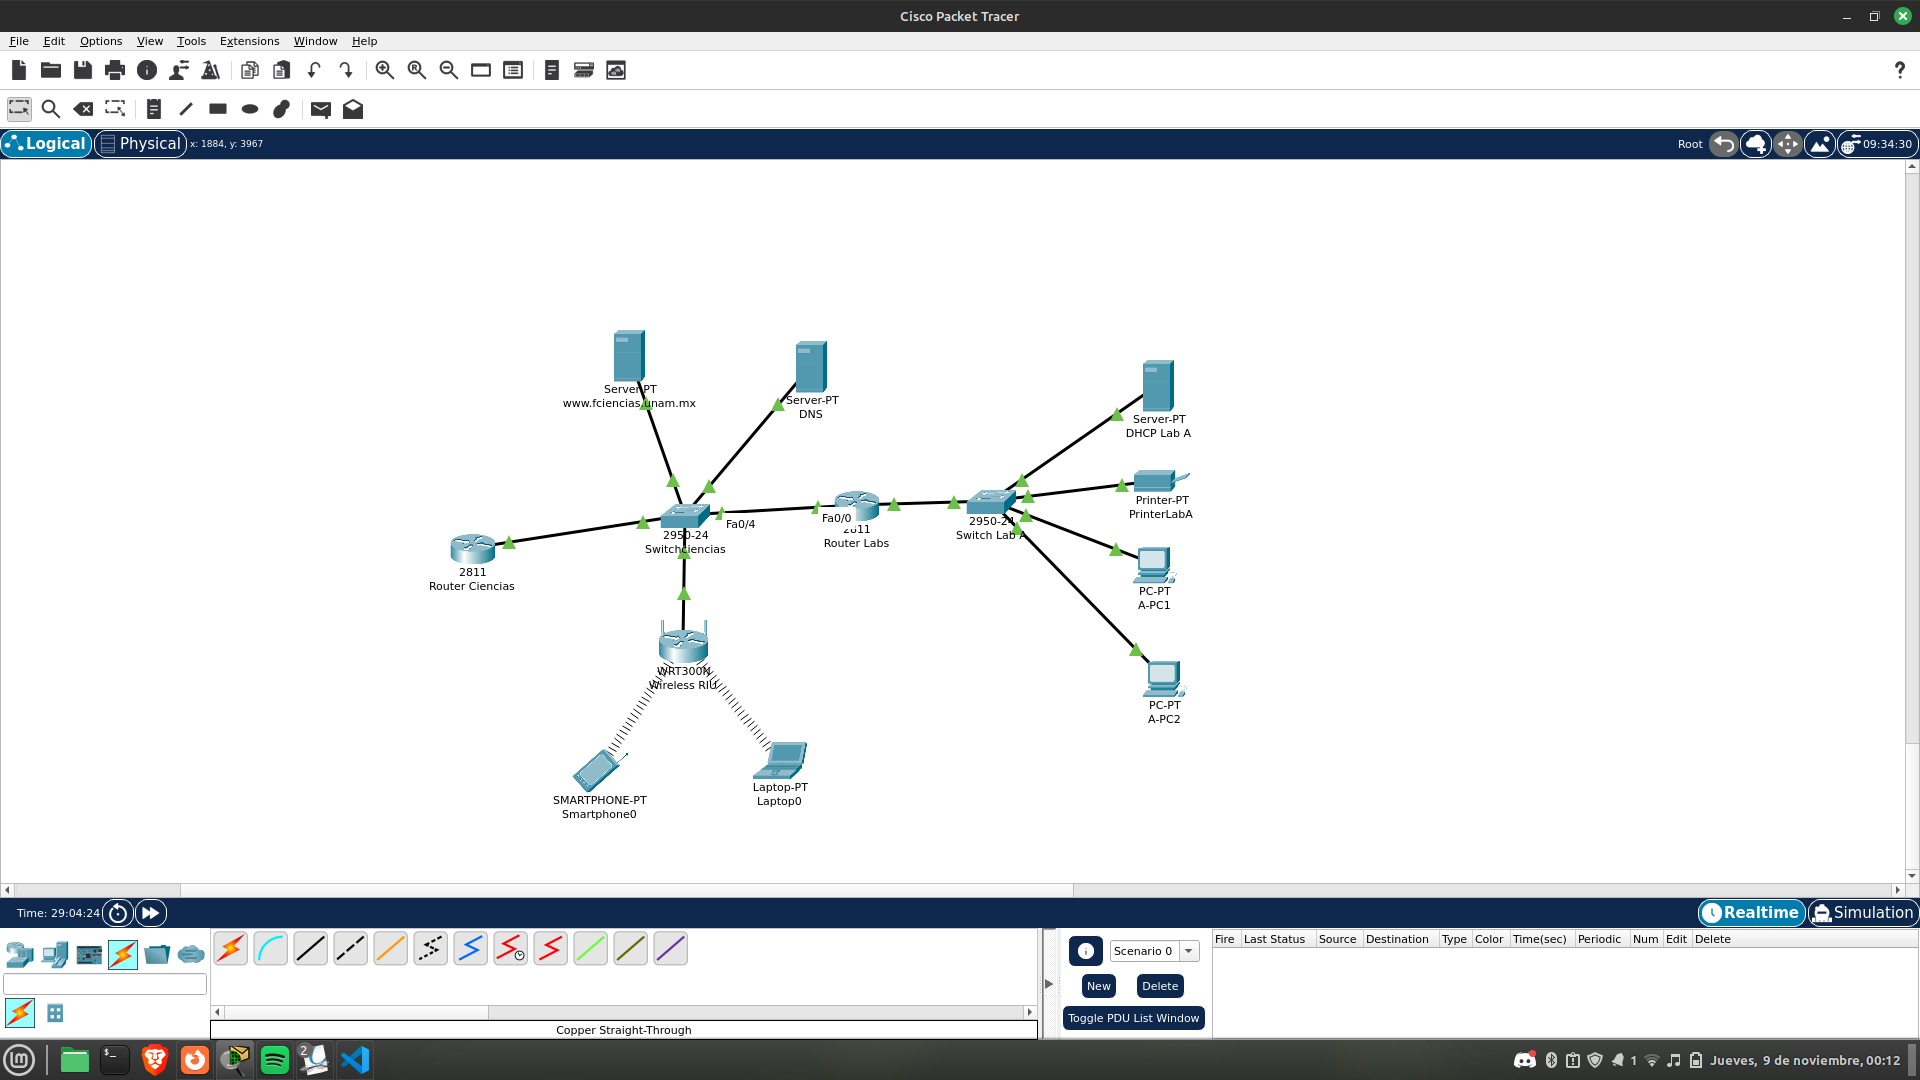 Cisco Packet Tracer
File Edit Options View Tools Extensions Window Help
?
Logical Physical x: 1884, y: 3967 Root 09:34:30
Server-PT
www.fciencias.unam.mx
Server-PT
DNS
Server-PT
DHCP Lab A
Printer-PT
PrinterLabA
Fa0/4
Fa0/0
2811
Router Labs
2950-24
Switch Lab A
2950-24
Switchciencias
2811
Router Ciencias
PC-PT
A-PC1
WRT300N
Wireless RIU
PC-PT
A-PC2
SMARTPHONE-PT
Smartphone0
Laptop-PT
Laptop0
Time: 29:04:24 Realtime Simulation
Scenario 0
New Delete
Toggle PDU List Window
Fire Last Status Source Destination Type Color Time(sec) Periodic Num Edit Delete
Copper Straight-Through
2
1 Jueves, 9 de noviembre, 00:12